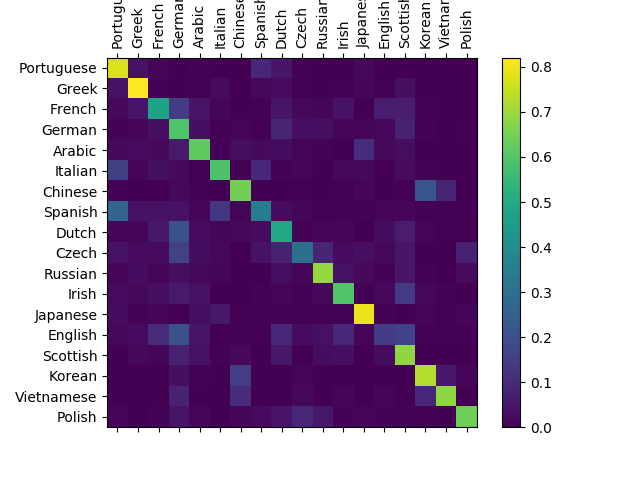 Portugu
Greek
French
German
Arabic
Italian
Chinese
Spanish
Dutch
Czech
Russian
Irish
Japanes
English
Scottish
Korean
Vietnam
Polish
Portuguese
Greek
French
German
Arabic
Italian
Chinese
Spanish
Dutch
Czech
Russian
Irish
Japanese
English
Scottish
Korean
Vietnamese
Polish
0.8
0.7
0.6
0.5
0.4
0.3
0.2
0.1
0.0